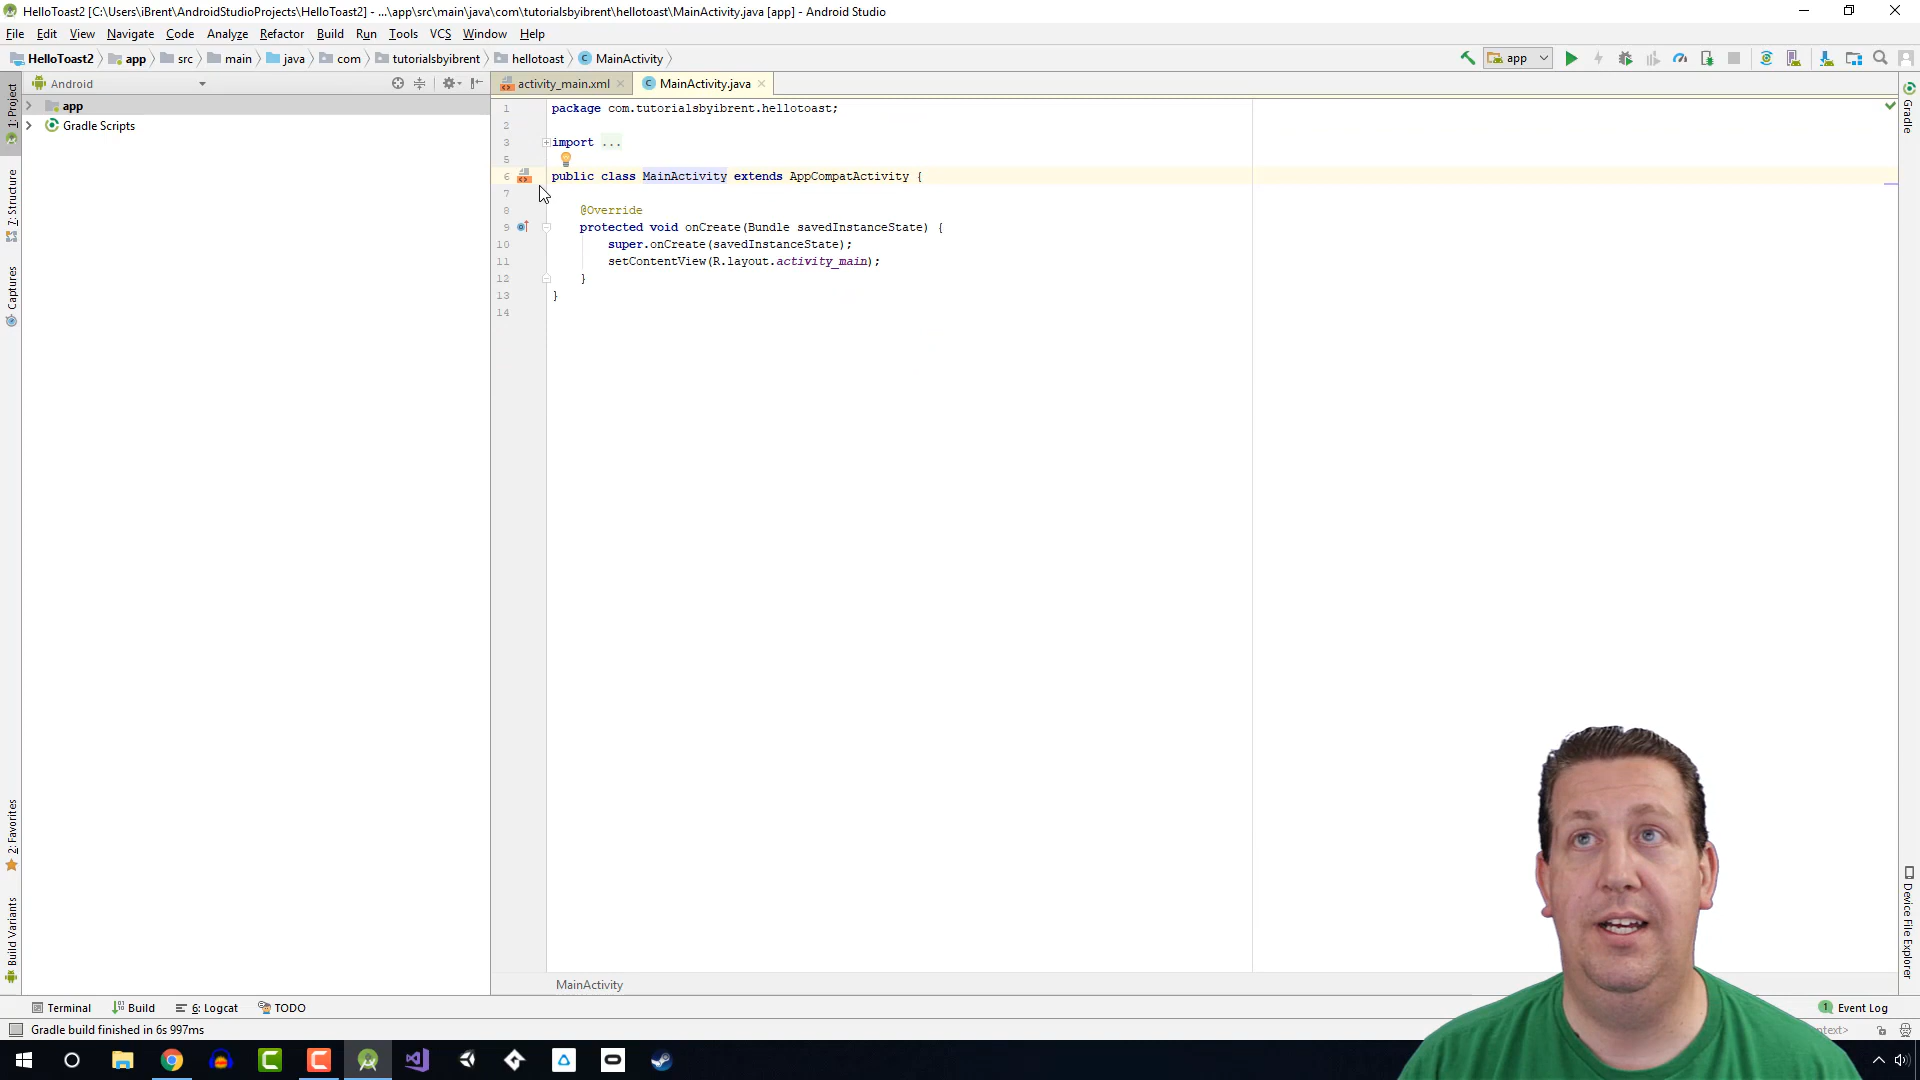 HelloToast2 [C:\Users\iBrent\AndroidStudioProjects\HelloToast2] - ...\app\src\main\java\com\tutorialsbyibrent\hellotoast\MainActivity.java [app] - Android Studio
File Edit View Navigate Code Analyze Refactor Build Run Tools VCS Window Help
HelloToast2 app src main java com tutorialsbyibrent hellotoast MainActivity app
1: Project
Android
app
Gradle Scripts
7: Structure
Captures
2: Favorites
Build Variants
activity_main.xml MainActivity.java
1 package com.tutorialsbyibrent.hellotoast;
2
3 import ...
5
6 public class MainActivity extends AppCompatActivity {
7
8 @Override
9 protected void onCreate(Bundle savedInstanceState) {
10 super.onCreate(savedInstanceState);
11 setContentView(R.layout.activity_main);
12 }
13 }
14
MainActivity
Gradle
Device File Explorer
Terminal Build 6: Logcat TODO
1 Event Log
Gradle build finished in 6s 997ms
ntext>